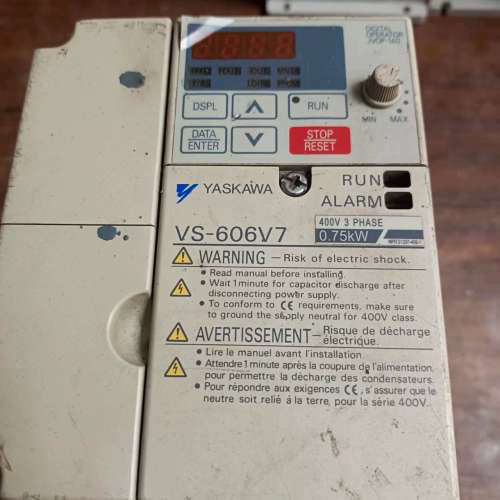 DIGITAL
OPERATOR
JVOP-140
8.8.8.8.
DSPL
RUN
DATA
ENTER
STOP
RESET
MIN MAX
YASKAWA
RUN
ALARM
VS-606V7
400V 3 PHASE
0.75kW
WARNING - Risk of electric shock.
• Read manual before installing.
• Wait 1 minute for capacitor discharge after
disconnecting power supply.
• To conform to CE requirements, make sure
to ground the supply neutral for 400V class.
AVERTISSEMENT - Risque de décharge
électrique.
• Lire le manuel avant l'installation.
• Attendre 1 minute après la coupure de l'alimentation,
pour permettre la décharge des condensateurs.
• Pour répondre aux exigences CE, s'assurer que le
neutre soit relié à la terre, pour la série 400V.